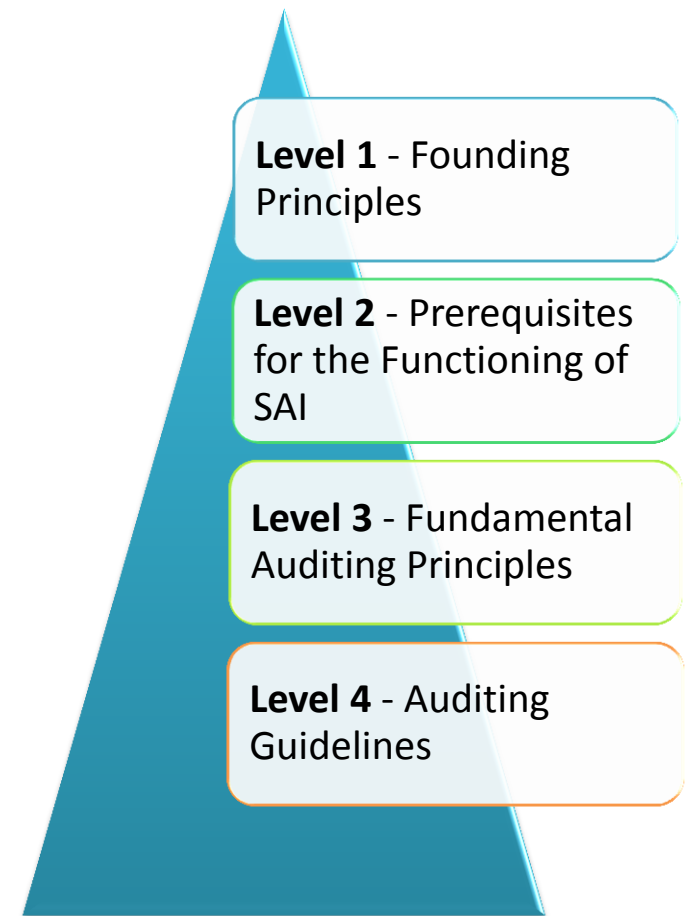 Level 1 - Founding
Principles
Level 2 - Prerequisites
for the Functioning of
SAI
Level 3 - Fundamental
Auditing Principles
Level 4 - Auditing
Guidelines